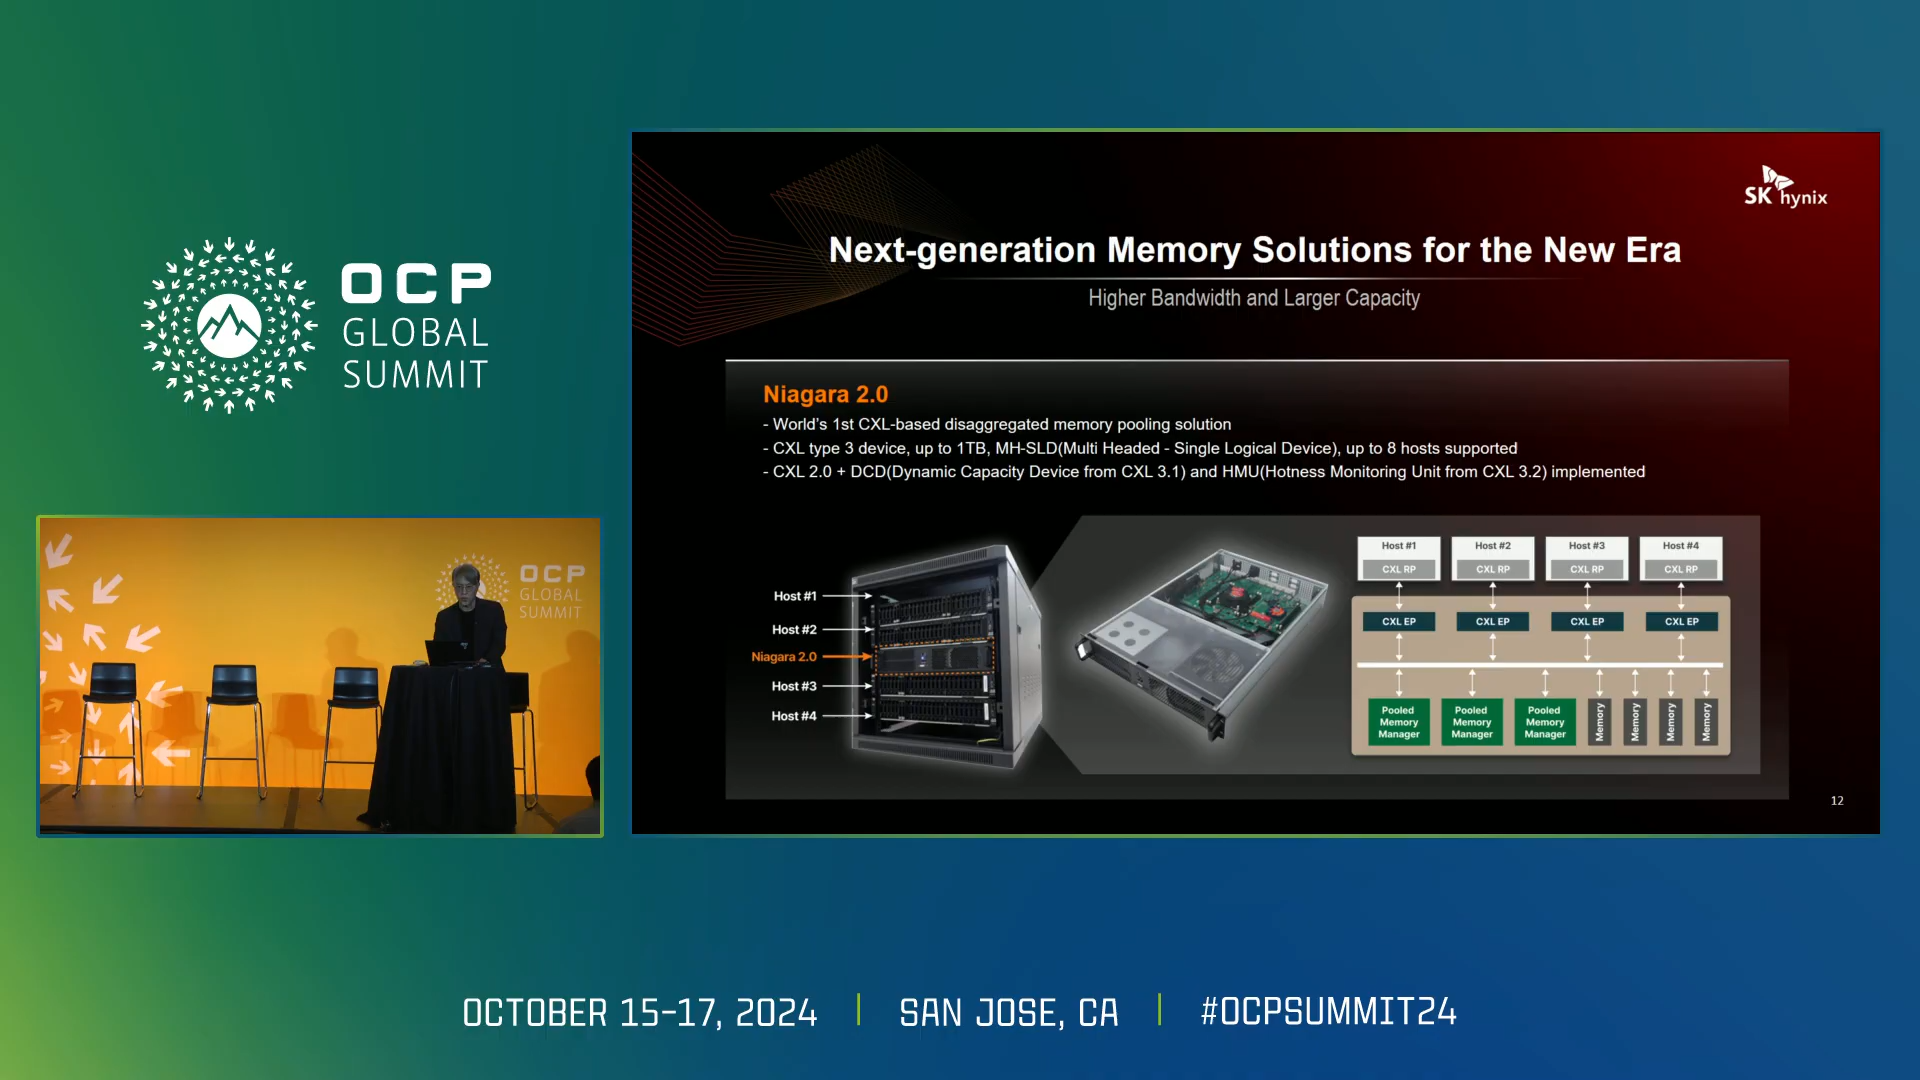 OCP
GLOBAL
SUMMIT
OCP
GLOBAL
SUMMIT
SK hynix
Next-generation Memory Solutions for the New Era
Higher Bandwidth and Larger Capacity
Niagara 2.0
- World's 1st CXL-based disaggregated memory pooling solution
- CXL type 3 device, up to 1TB, MH-SLD(Multi Headed - Single Logical Device), up to 8 hosts supported
- CXL 2.0 + DCD(Dynamic Capacity Device from CXL 3.1) and HMU(Hotness Monitoring Unit from CXL 3.2) implemented
Host #1
Host #2
Niagara 2.0
Host #3
Host #4
Host #1 Host #2 Host #3 Host #4
CXL RP CXL RP CXL RP CXL RP
CXL EP CXL EP CXL EP CXL EP
Pooled
Memory
Manager
Pooled
Memory
Manager
Pooled
Memory
Manager
Memory
Memory
Memory
Memory
12
OCTOBER 15-17, 2024 | SAN JOSE, CA | #OCPSUMMIT24